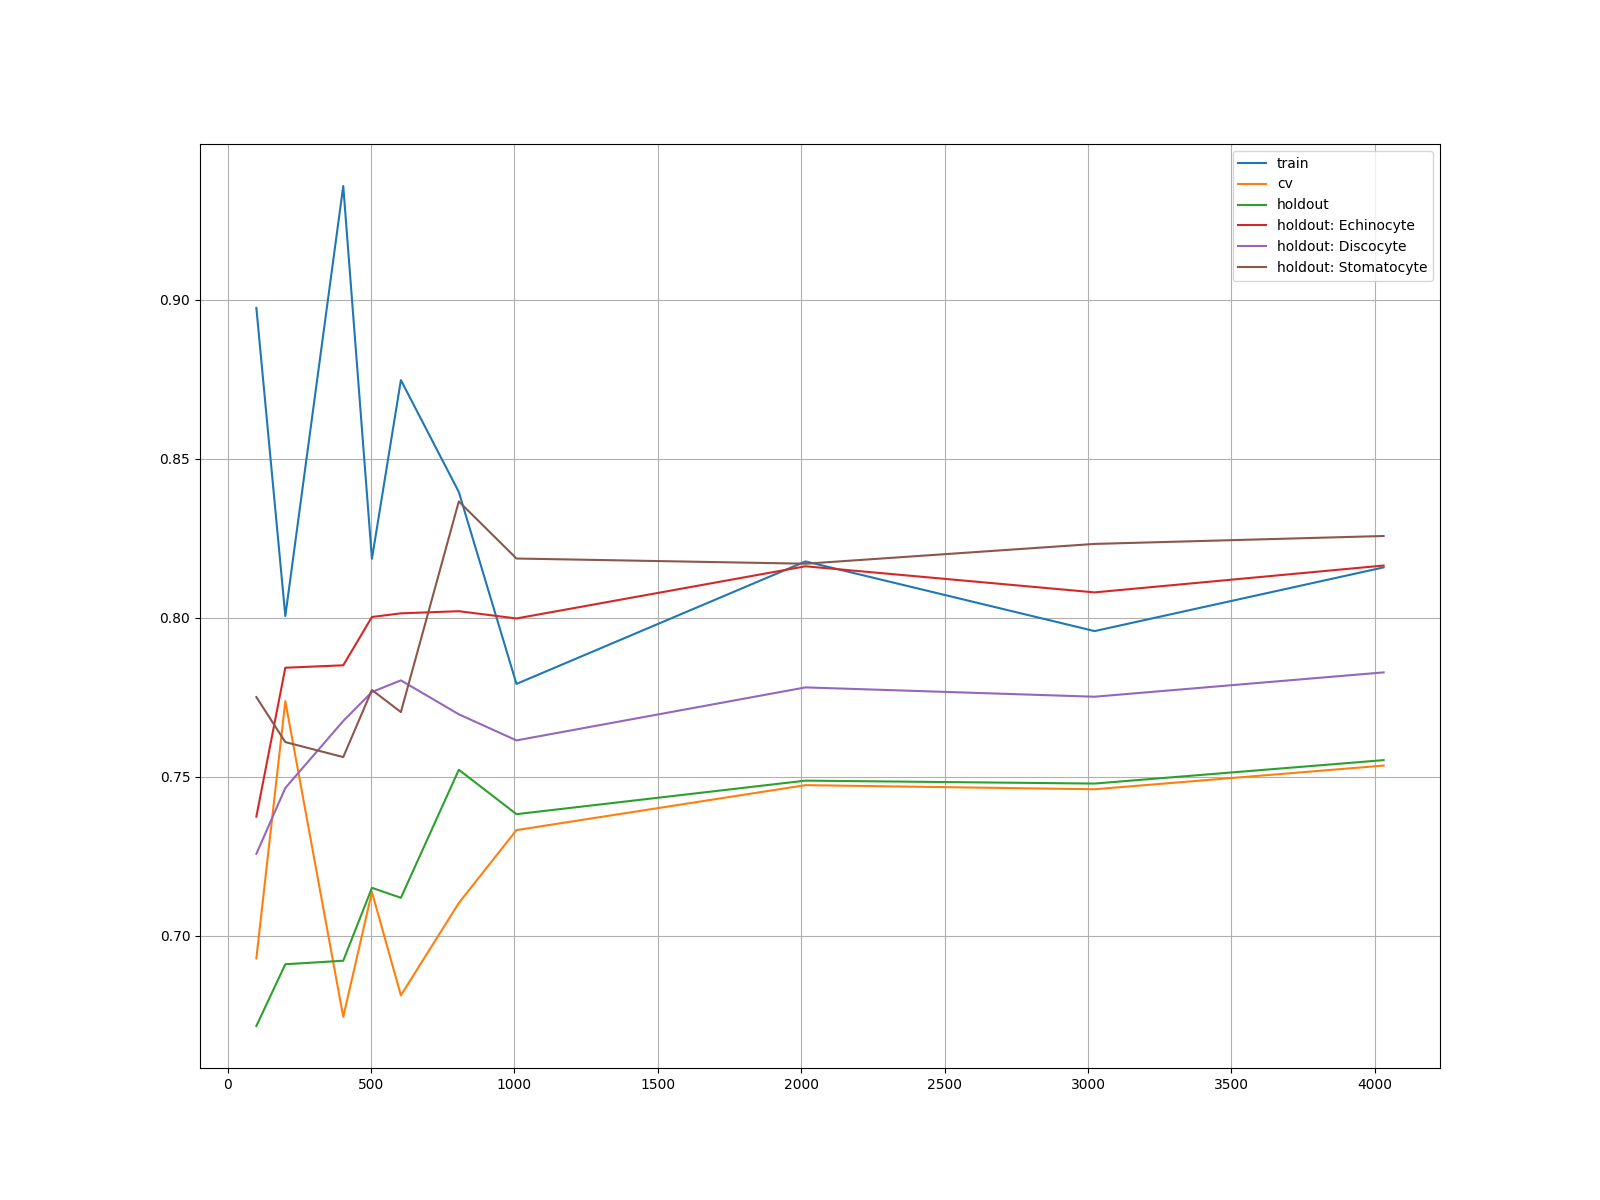 train
cv
holdout
holdout: Echinocyte
holdout: Discocyte
holdout: Stomatocyte
0.90
0.85
0.80
0.75
0.70
0 500 1000 1500 2000 2500 3000 3500 4000